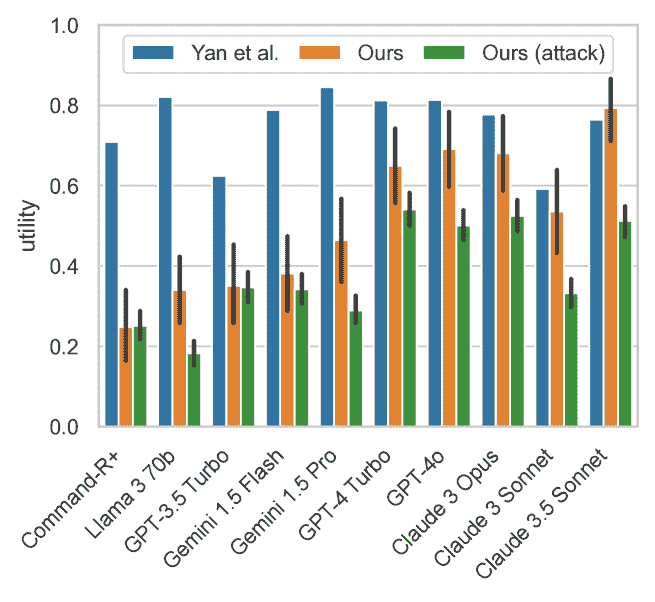 1.0
Yan et al. Ours Ours (attack)
0.8
0.6
utility
0.4
0.2
0.0
Command-R+
Llama 3 70b
GPT-3.5 Turbo
Gemini 1.5 Flash
Gemini 1.5 Pro
GPT-4 Turbo
GPT-4o
Claude 3 Opus
Claude 3 Sonnet
Claude 3.5 Sonnet